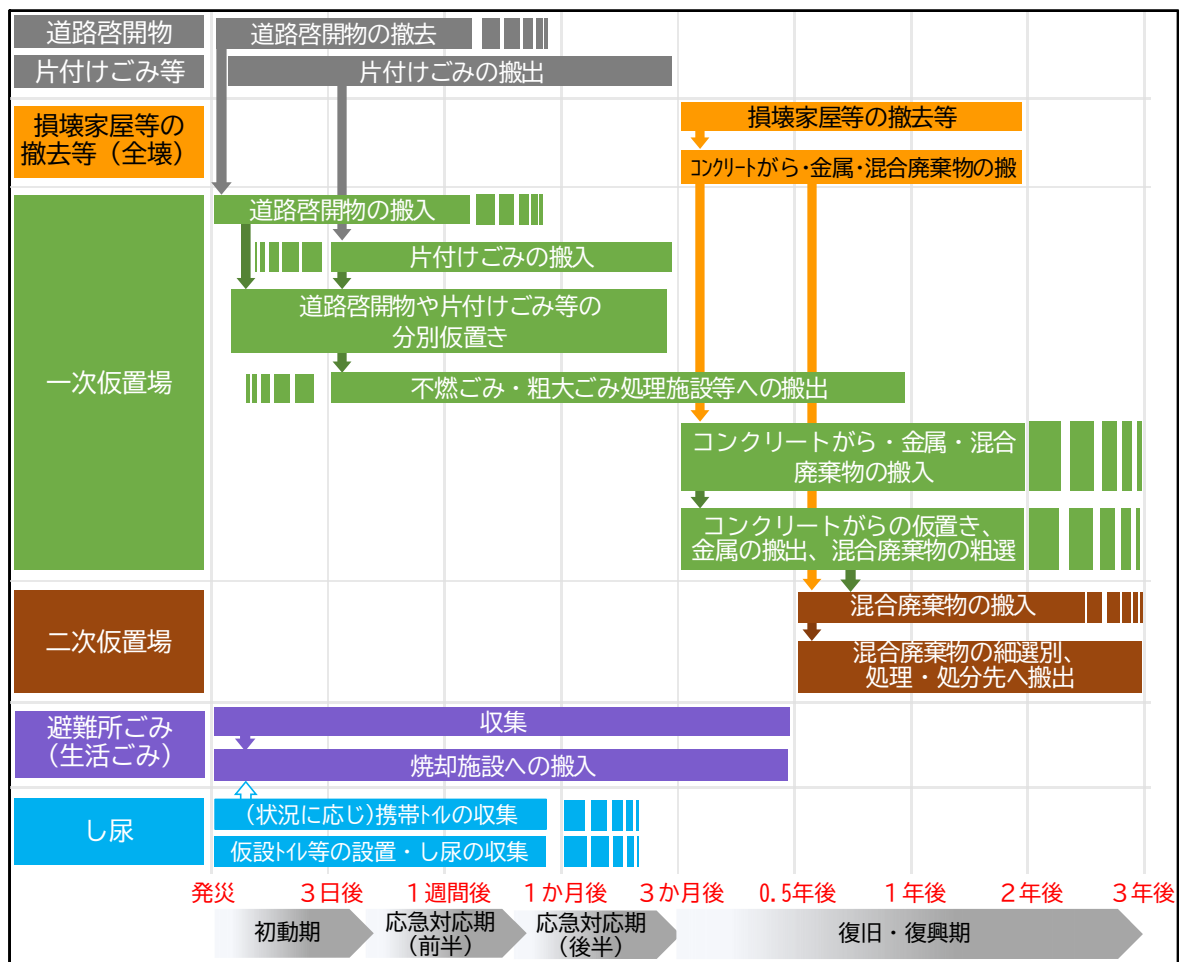 道路啓開物
道路啓開物の撤去
片付けごみ等
片付けごみの搬出
損壊家屋等の
撤去等（全壊）
損壊家屋等の撤去等
コンクリートがら・金属・混合廃棄物の搬
一次仮置場
道路啓開物の搬入
片付けごみの搬入
道路啓開物や片付けごみ等の
分別仮置き
不燃ごみ・粗大ごみ処理施設等への搬出
コンクリートがら・金属・混合
廃棄物の搬入
コンクリートがらの仮置き、
金属の搬出、混合廃棄物の粗選
二次仮置場
混合廃棄物の搬入
混合廃棄物の細選別、
処理・処分先へ搬出
避難所ごみ
（生活ごみ）
収集
焼却施設への搬入
し尿
(状況に応じ)携帯トイルの収集
仮設トイル等の設置・し尿の収集
発災 ３日後 １週間後 １か月後 ３か月後 0.5年後 １年後 ２年後 ３年後
初動期
応急対応期
(前半)
応急対応期
(後半)
復旧・復興期